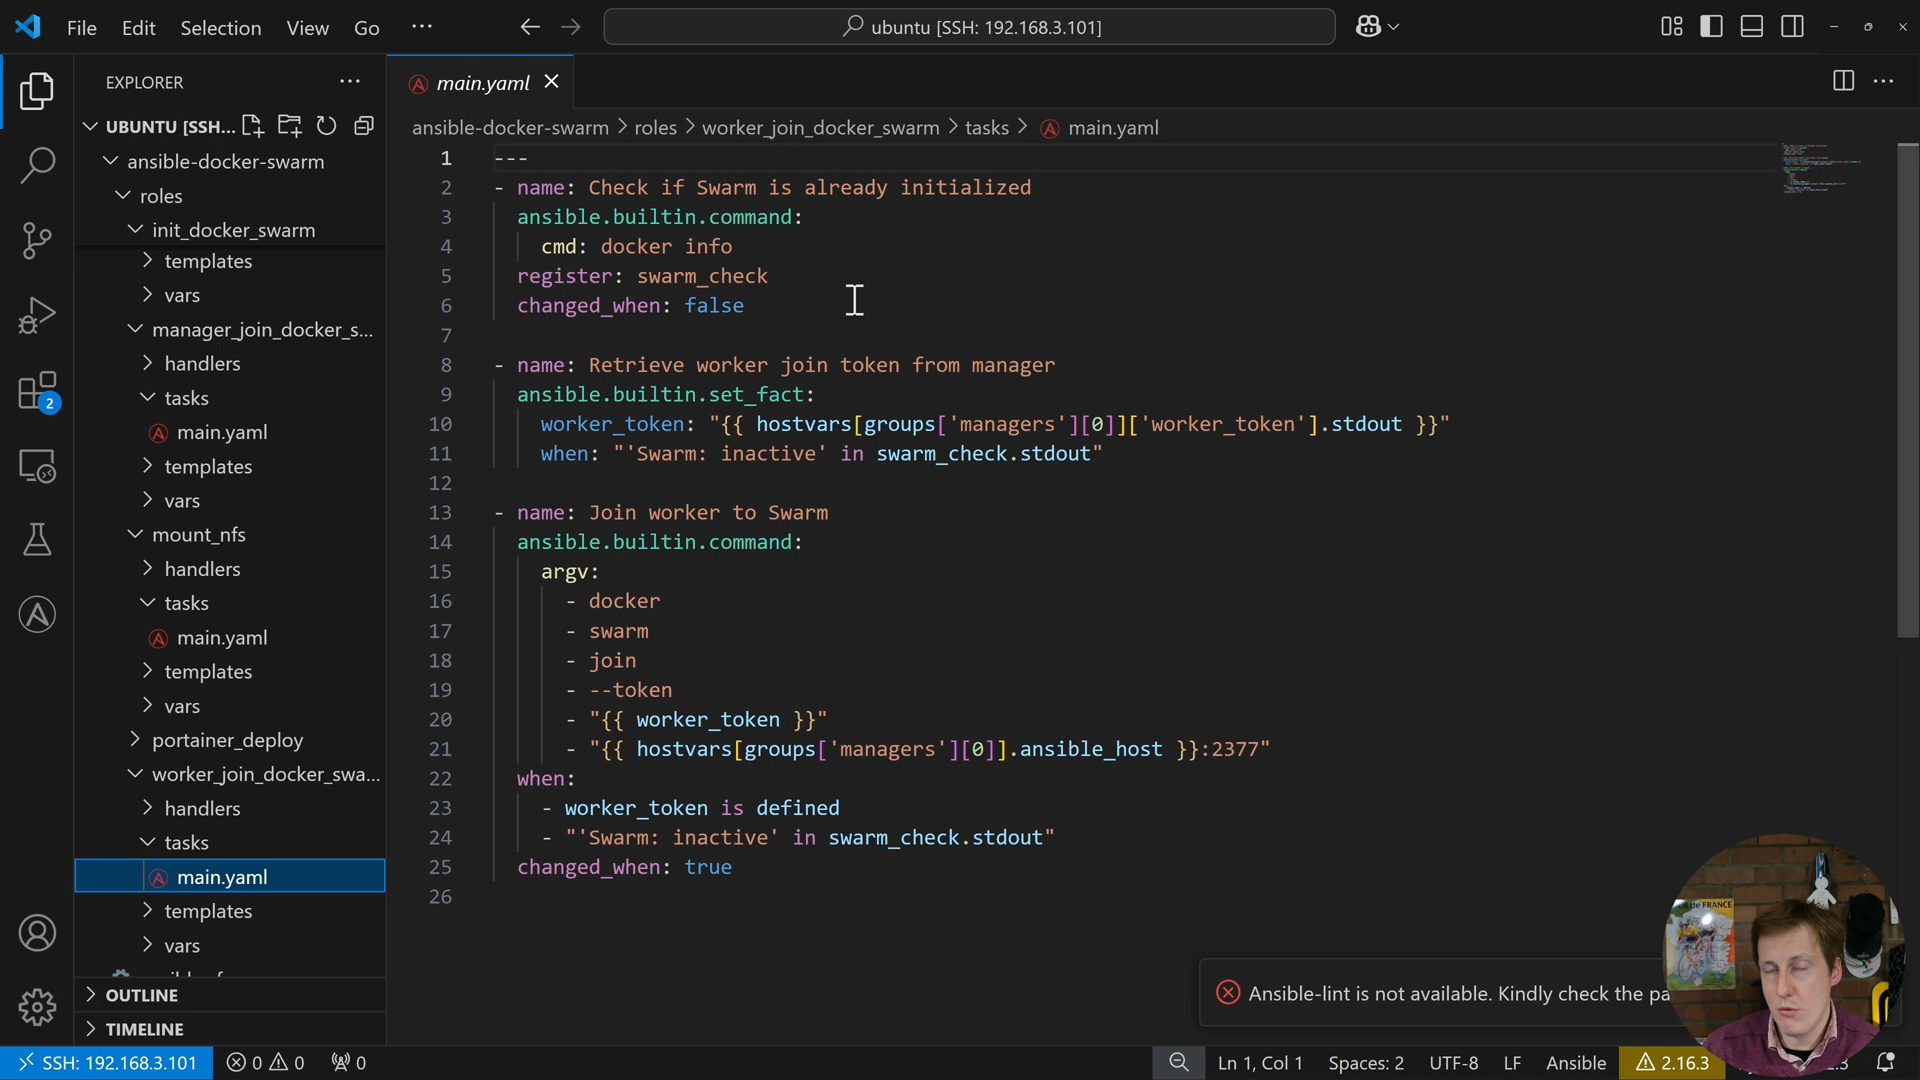 File Edit Selection View Go ···
ubuntu [SSH: 192.168.3.101]
EXPLORER
main.yaml
UBUNTU [SSH...
ansible-docker-swarm
roles
init_docker_swarm
templates
vars
manager_join_docker_s...
handlers
tasks
main.yaml
templates
vars
mount_nfs
handlers
tasks
main.yaml
templates
vars
portainer_deploy
worker_join_docker_swa...
handlers
tasks
main.yaml
templates
vars
OUTLINE
TIMELINE
2
ansible-docker-swarm > roles > worker_join_docker_swarm > tasks > main.yaml
1 ---
2 - name: Check if Swarm is already initialized
3 ansible.builtin.command:
4 cmd: docker info
5 register: swarm_check
6 changed_when: false
7
8 - name: Retrieve worker join token from manager
9 ansible.builtin.set_fact:
10 worker_token: "{{ hostvars[groups['managers'][0]]['worker_token'].stdout }}"
11 when: "'Swarm: inactive' in swarm_check.stdout"
12
13 - name: Join worker to Swarm
14 ansible.builtin.command:
15 argv:
16 - docker
17 - swarm
18 - join
19 - --token
20 - "{{ worker_token }}"
21 - "{{ hostvars[groups['managers'][0]].ansible_host }}:2377"
22 when:
23 - worker_token is defined
24 - "'Swarm: inactive' in swarm_check.stdout"
25 changed_when: true
26
DE FRANCE
Ansible-lint is not available. Kindly check the pa
SSH: 192.168.3.101 0 0 0 Ln 1, Col 1 Spaces: 2 UTF-8 LF Ansible 2.16.3